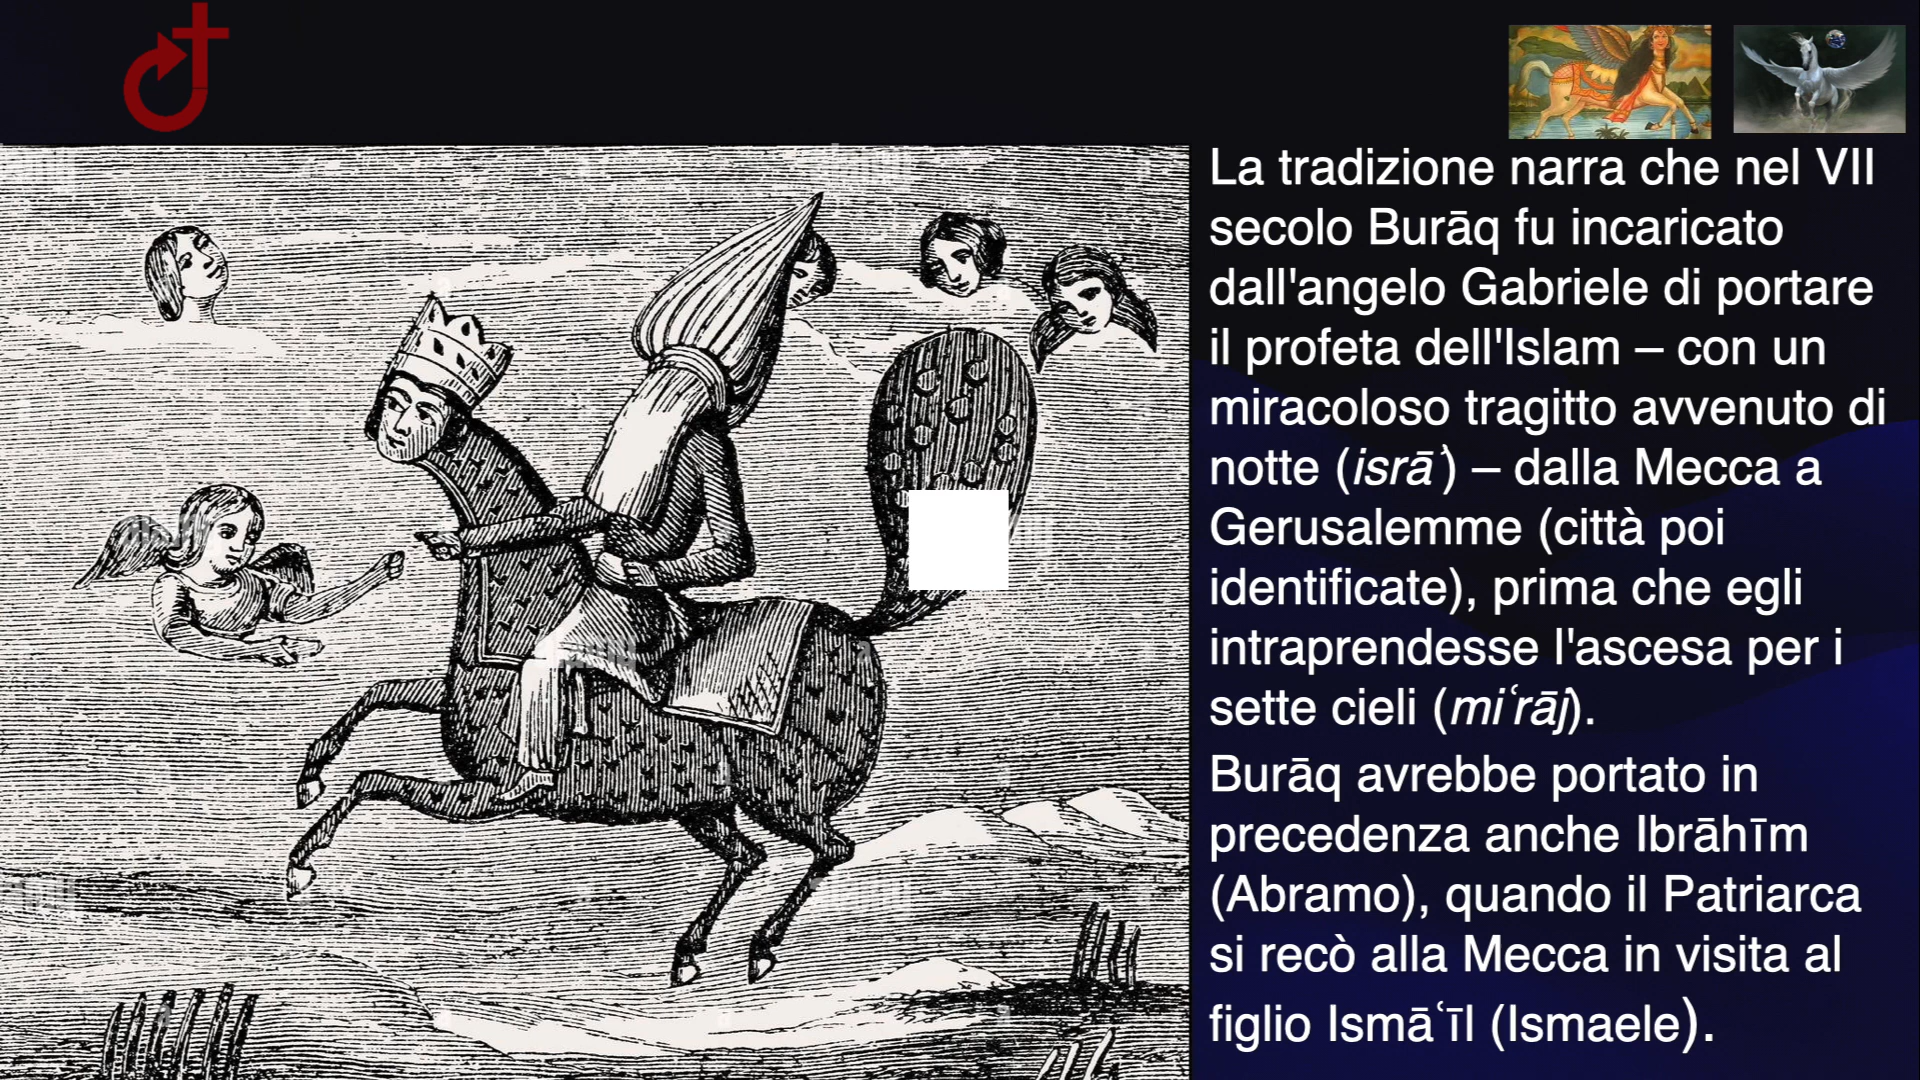 La tradizione narra che nel VII
secolo Burāq fu incaricato
dall'angelo Gabriele di portare
il profeta dell'Islam – con un
miracoloso tragitto avvenuto di
notte (isrāʾ) – dalla Mecca a
Gerusalemme (città poi
identificate), prima che egli
intraprendesse l'ascesa per i
sette cieli (miʿrāj).
Burāq avrebbe portato in
precedenza anche Ibrāhīm
(Abramo), quando il Patriarca
si recò alla Mecca in visita al
figlio Ismāʿīl (Ismaele).